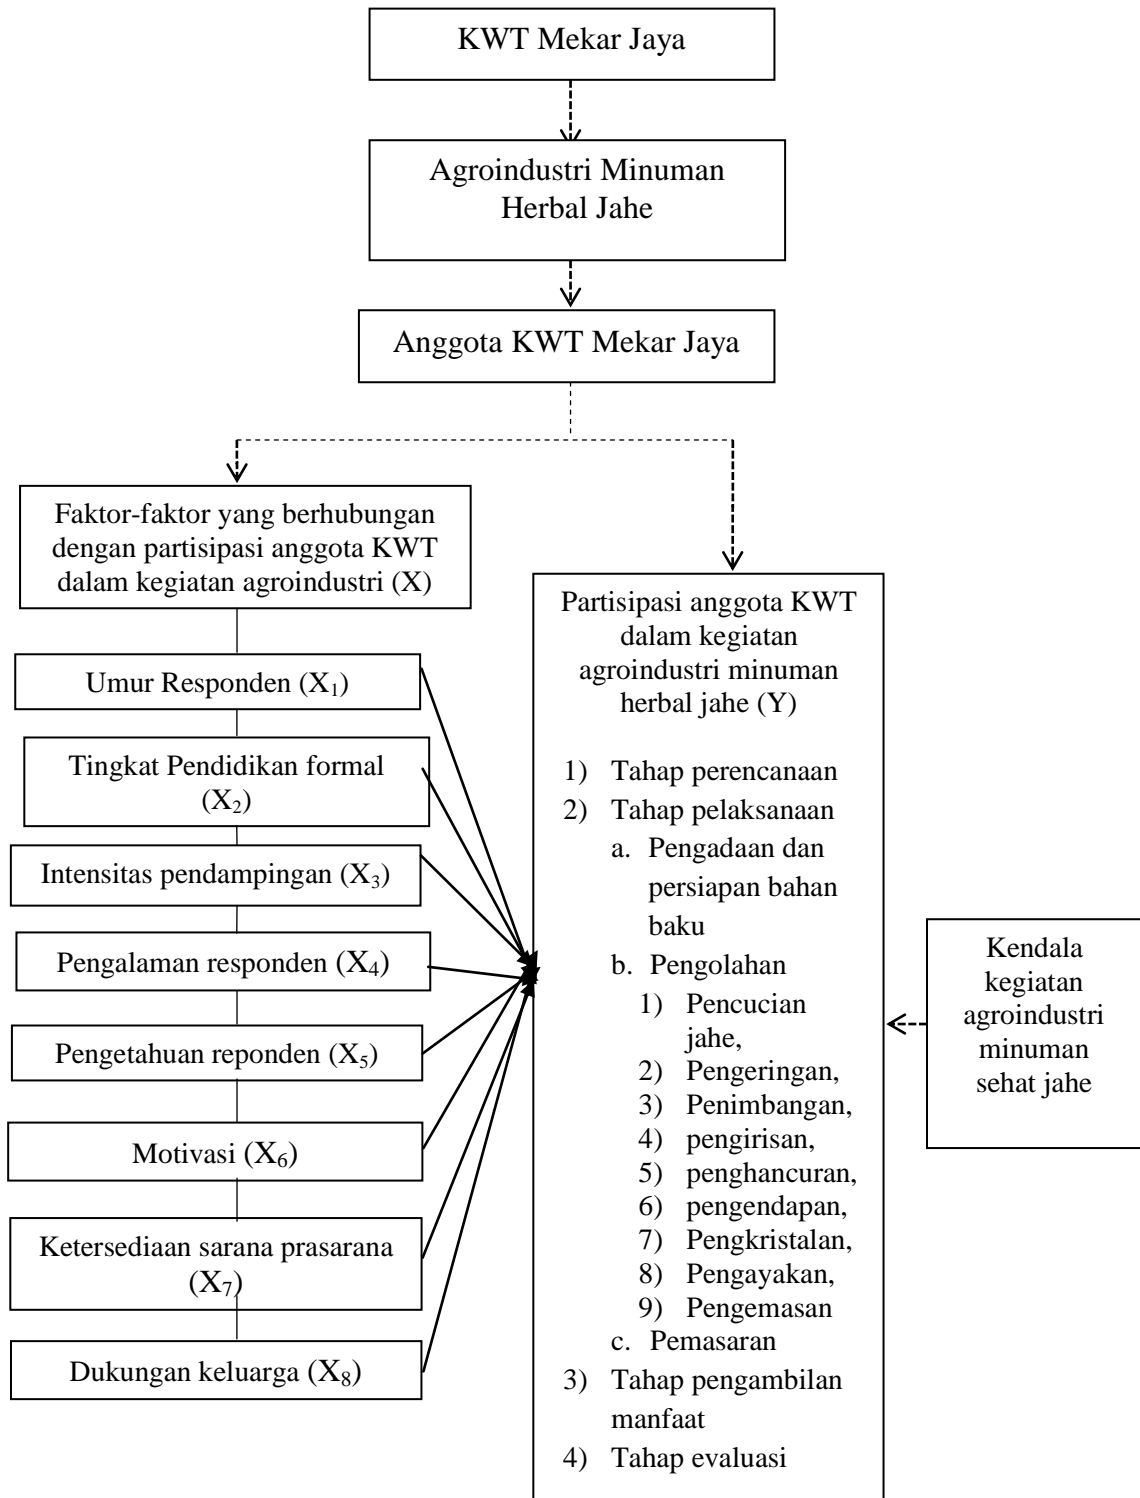 KWT Mekar Jaya
Agroindustri Minuman
Herbal Jahe
Anggota KWT Mekar Jaya
Faktor-faktor yang berhubungan
dengan partisipasi anggota KWT
dalam kegiatan agroindustri (X)
Umur Responden (X₁)
Tingkat Pendidikan formal
(X₂)
Intensitas pendampingan (X₃)
Pengalaman responden (X₄)
Pengetahuan reponden (X₅)
Motivasi (X₆)
Ketersediaan sarana prasarana
(X₇)
Dukungan keluarga (X₈)
Partisipasi anggota KWT
dalam kegiatan
agroindustri minuman
herbal jahe (Y)
1) Tahap perencanaan
2) Tahap pelaksanaan
a. Pengadaan dan
persiapan bahan
baku
b. Pengolahan
1) Pencucian
jahe,
2) Pengeringan,
3) Penimbangan,
4) pengirisan,
5) penghancuran,
6) pengendapan,
7) Pengkristalan,
8) Pengayakan,
9) Pengemasan
c. Pemasaran
3) Tahap pengambilan
manfaat
4) Tahap evaluasi
Kendala
kegiatan
agroindustri
minuman
sehat jahe